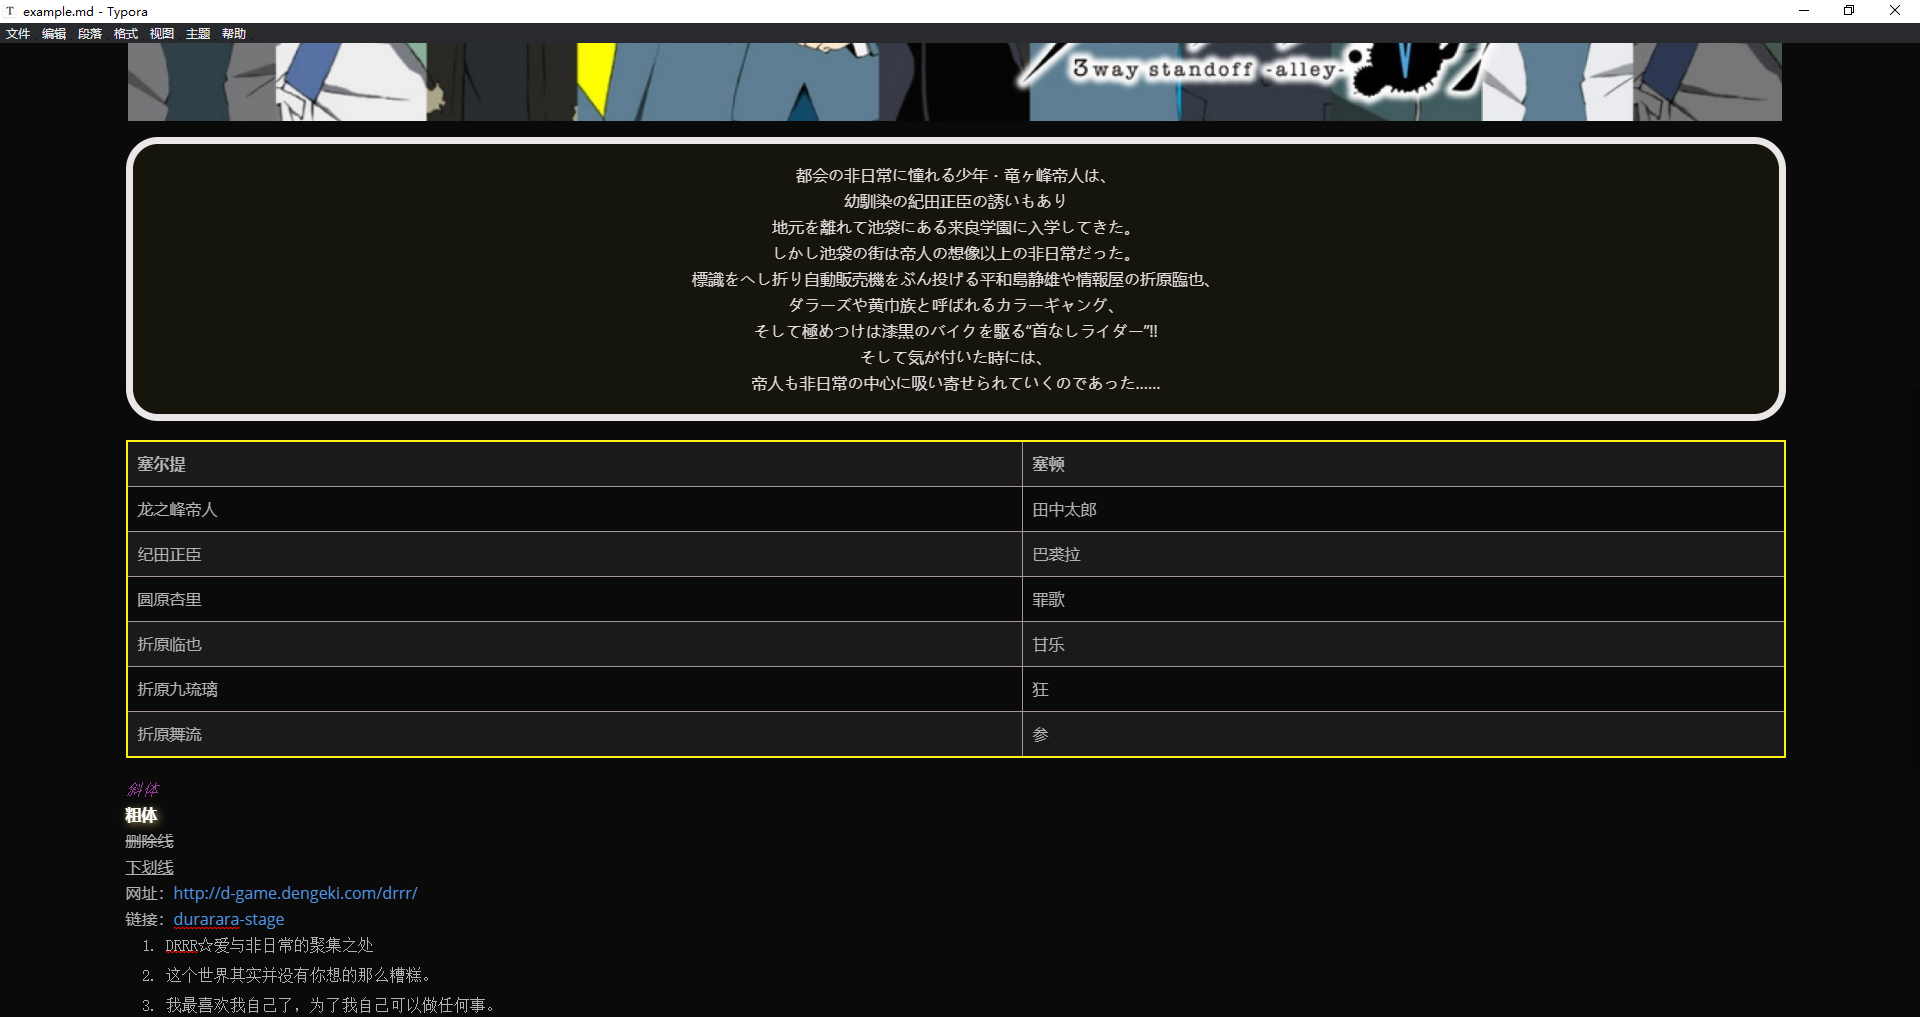 example.md - Typora
文件 编辑 段落 格式 视图 主题 帮助
3way standoff -alley-
都会の非日常に憧れる少年・竜ヶ峰帝人は、
幼馴染の紀田正臣の誘いもあり
地元を離れて池袋にある来良学園に入学してきた。
しかし池袋の街は帝人の想像以上の非日常だった。
標識をへし折り自動販売機をぶん投げる平和島静雄や情報屋の折原臨也、
ダラーズや黄巾族と呼ばれるカラーギャング、
そして極めつけは漆黒のバイクを駆る“首なしライダー”!!
そして気が付いた時には、
帝人も非日常の中心に吸い寄せられていくのであった......
塞尔提 塞顿
龙之峰帝人 田中太郎
纪田正臣 巴裘拉
圆原杏里 罪歌
折原临也 甘乐
折原九琉璃 狂
折原舞流 参
斜体
粗体
删除线
下划线
网址：http://d-game.dengeki.com/drrr/
链接：durarara-stage
1. DRRR☆爱与非日常的聚集之处
2. 这个世界其实并没有你想的那么糟糕。
3. 我最喜欢我自己了，为了我自己可以做任何事。